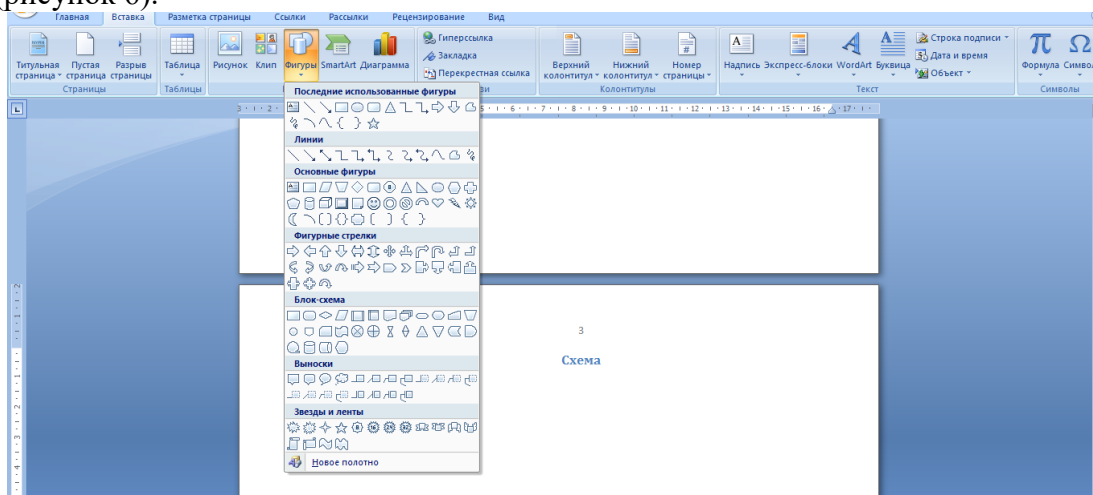 (рисунок 6).
Главная Вставка Разметка страницы Ссылки Рассылки Рецензирование Вид
Титульная страница Пустая страница Разрыв страницы
Таблица
Рисунок Клип Фигуры SmartArt Диаграмма
Гиперссылка
Закладка
Перекрестная ссылка
Верхний колонтитул Нижний колонтитул Номер страницы
Надпись Экспресс-блоки WordArt Буквица
Строка подписи
Дата и время
Объект
Формула Символ
Страницы Таблицы Колонтитулы Текст Символы
Последние использованные фигуры
Линии
Основные фигуры
Фигурные стрелки
Блок-схема
Выноски
Звезды и ленты
Новое полотно
3
Схема